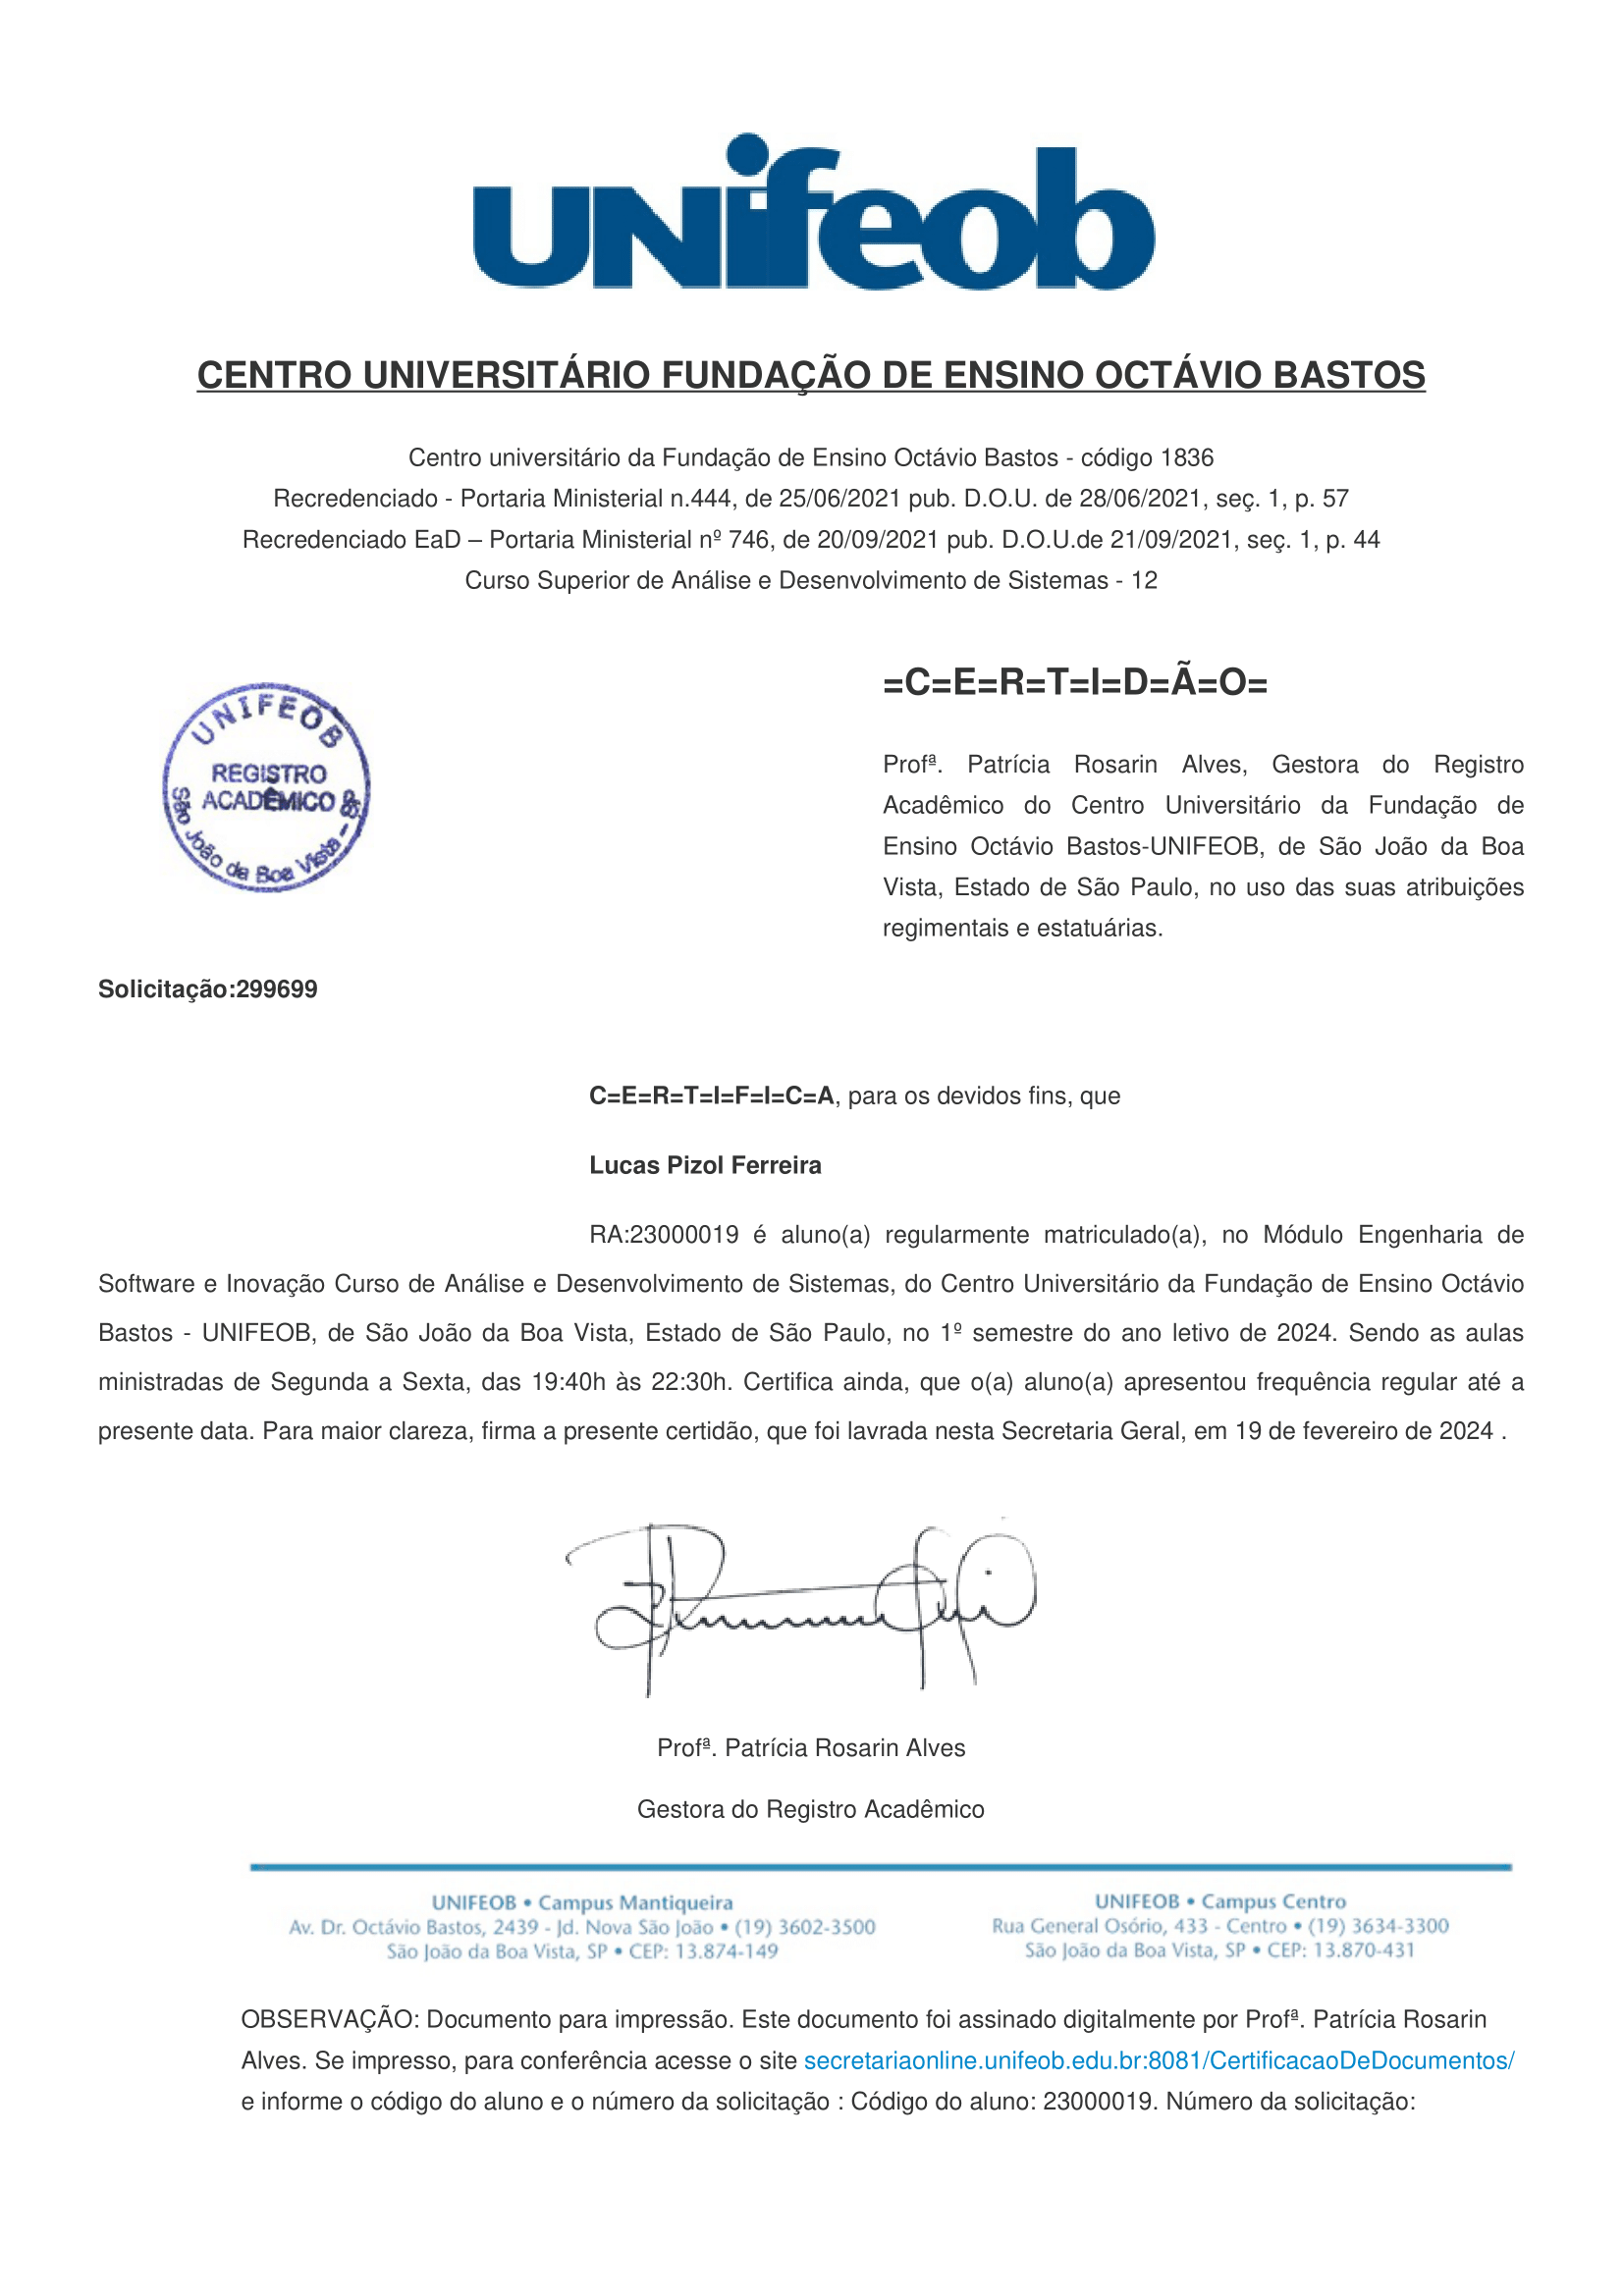 unifeob
CENTRO UNIVERSITÁRIO FUNDAÇÃO DE ENSINO OCTÁVIO BASTOS
Centro universitário da Fundação de Ensino Octávio Bastos - código 1836
Recredenciado - Portaria Ministerial n.444, de 25/06/2021 pub. D.O.U. de 28/06/2021, seç. 1, p. 57
Recredenciado EaD – Portaria Ministerial nº 746, de 20/09/2021 pub. D.O.U.de 21/09/2021, seç. 1, p. 44
Curso Superior de Análise e Desenvolvimento de Sistemas - 12
UNIFEOB
REGISTRO
ACADÊMICO
São João da Boa Vista - SP
=C=E=R=T=I=D=Ã=O=
Profª. Patrícia Rosarin Alves, Gestora do Registro
Acadêmico do Centro Universitário da Fundação de
Ensino Octávio Bastos-UNIFEOB, de São João da Boa
Vista, Estado de São Paulo, no uso das suas atribuições
regimentais e estatuárias.
Solicitação:299699
C=E=R=T=I=F=I=C=A, para os devidos fins, que
Lucas Pizol Ferreira
RA:23000019 é aluno(a) regularmente matriculado(a), no Módulo Engenharia de
Software e Inovação Curso de Análise e Desenvolvimento de Sistemas, do Centro Universitário da Fundação de Ensino Octávio
Bastos - UNIFEOB, de São João da Boa Vista, Estado de São Paulo, no 1º semestre do ano letivo de 2024. Sendo as aulas
ministradas de Segunda a Sexta, das 19:40h às 22:30h. Certifica ainda, que o(a) aluno(a) apresentou frequência regular até a
presente data. Para maior clareza, firma a presente certidão, que foi lavrada nesta Secretaria Geral, em 19 de fevereiro de 2024 .
Profª. Patrícia Rosarin Alves
Gestora do Registro Acadêmico
UNIFEOB • Campus Mantiqueira
Av. Dr. Octávio Bastos, 2439 - Jd. Nova São João • (19) 3602-3500
São João da Boa Vista, SP • CEP: 13.874-149
UNIFEOB • Campus Centro
Rua General Osório, 433 - Centro • (19) 3634-3300
São João da Boa Vista, SP • CEP: 13.870-431
OBSERVAÇÃO: Documento para impressão. Este documento foi assinado digitalmente por Profª. Patrícia Rosarin
Alves. Se impresso, para conferência acesse o site secretariaonline.unifeob.edu.br:8081/CertificacaoDeDocumentos/
e informe o código do aluno e o número da solicitação : Código do aluno: 23000019. Número da solicitação: